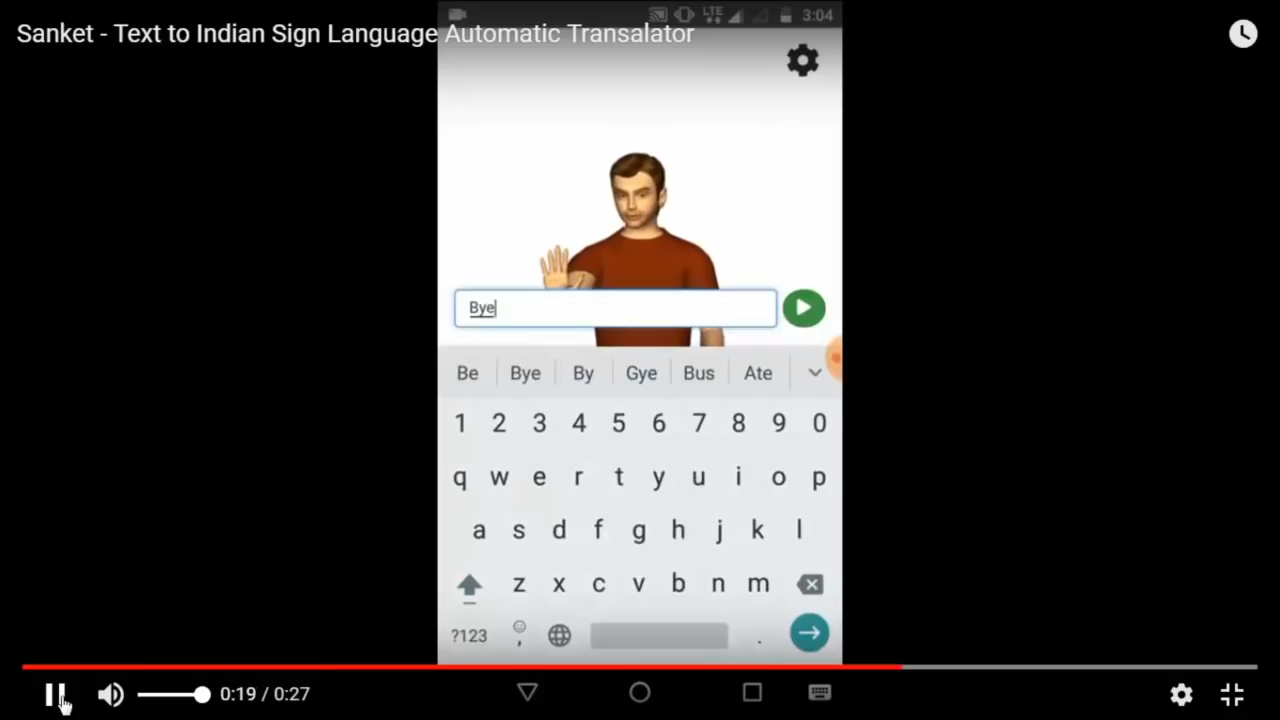 LTE 3:04
Sanket - Text to Indian Sign Language Automatic Transalator
Bye
Be Bye By Gye Bus Ate
1 2 3 4 5 6 7 8 9 0
q w e r t y u i o p
a s d f g h j k l
z x c v b n m
?123 , .
0:19 / 0:27